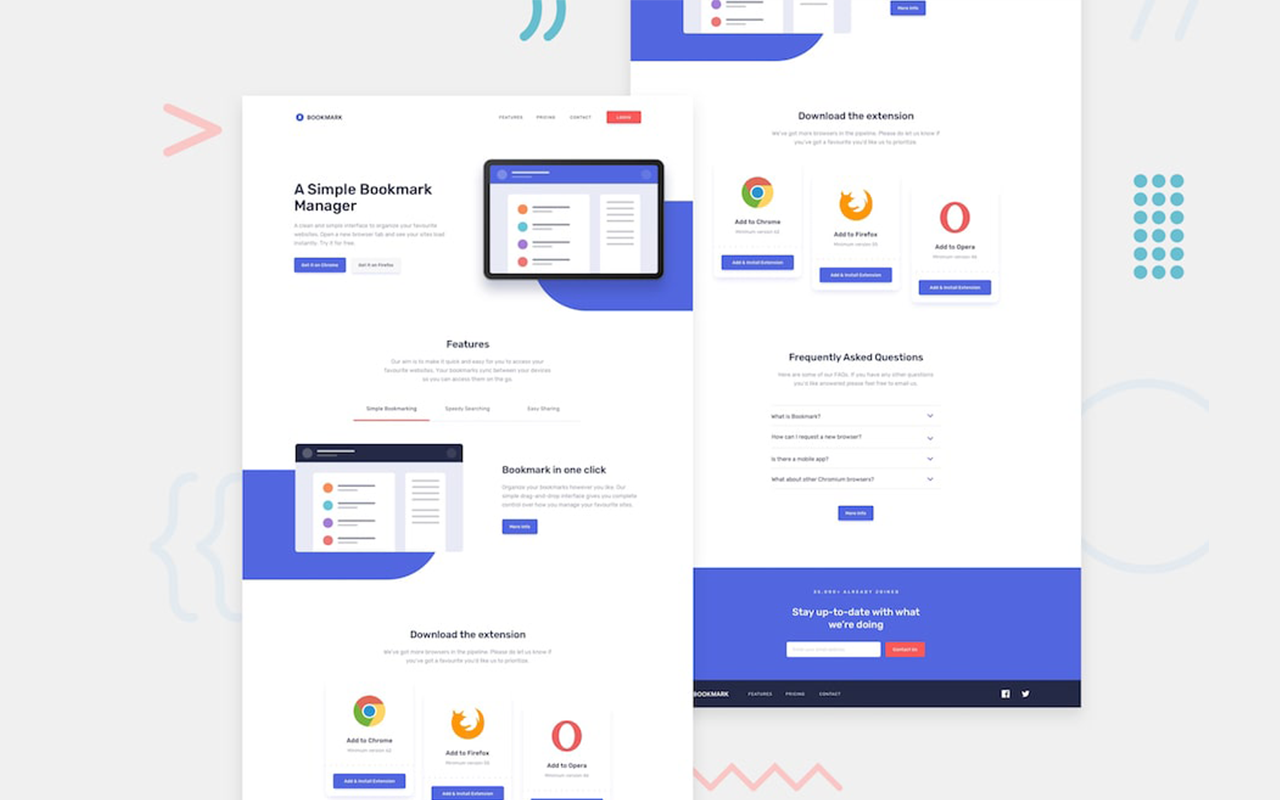 BOOKMARK
FEATURES
PRICING
CONTACT
LOGIN
A Simple Bookmark
Manager
A clean and simple interface to organize your favourite
websites. Open a new browser tab and see your sites load
instantly. Try it for free.
Get it on Chrome
Get it on Firefox
Features
Our aim is to make it quick and easy for you to access your
favourite websites. Your bookmarks sync between your devices
so you can access them on the go.
Simple Bookmarking
Speedy Searching
Easy Sharing
Bookmark in one click
Organize your bookmarks however you like. Our
simple drag-and-drop interface gives you complete
control over how you manage your favourite sites.
More Info
Download the extension
We've got more browsers in the pipeline. Please do let us know if
you've got a favourite you'd like us to prioritize.
Add to Chrome
Minimum version 62
Add & Install Extension
Add to Firefox
Minimum version 55
Add & Install Extension
Add to Opera
Minimum version 46
More Info
Download the extension
We've got more browsers in the pipeline. Please do let us know if
you've got a favourite you'd like us to prioritize.
Add to Chrome
Minimum version 62
Add & Install Extension
Add to Firefox
Minimum version 55
Add & Install Extension
Add to Opera
Minimum version 46
Add & Install Extension
Frequently Asked Questions
Here are some of our FAQs. If you have any other questions
you'd like answered please feel free to email us.
What is Bookmark?
How can I request a new browser?
Is there a mobile app?
What about other Chromium browsers?
More Info
35,000+ ALREADY JOINED
Stay up-to-date with what
we're doing
Enter your email address
Contact Us
BOOKMARK
FEATURES
PRICING
CONTACT